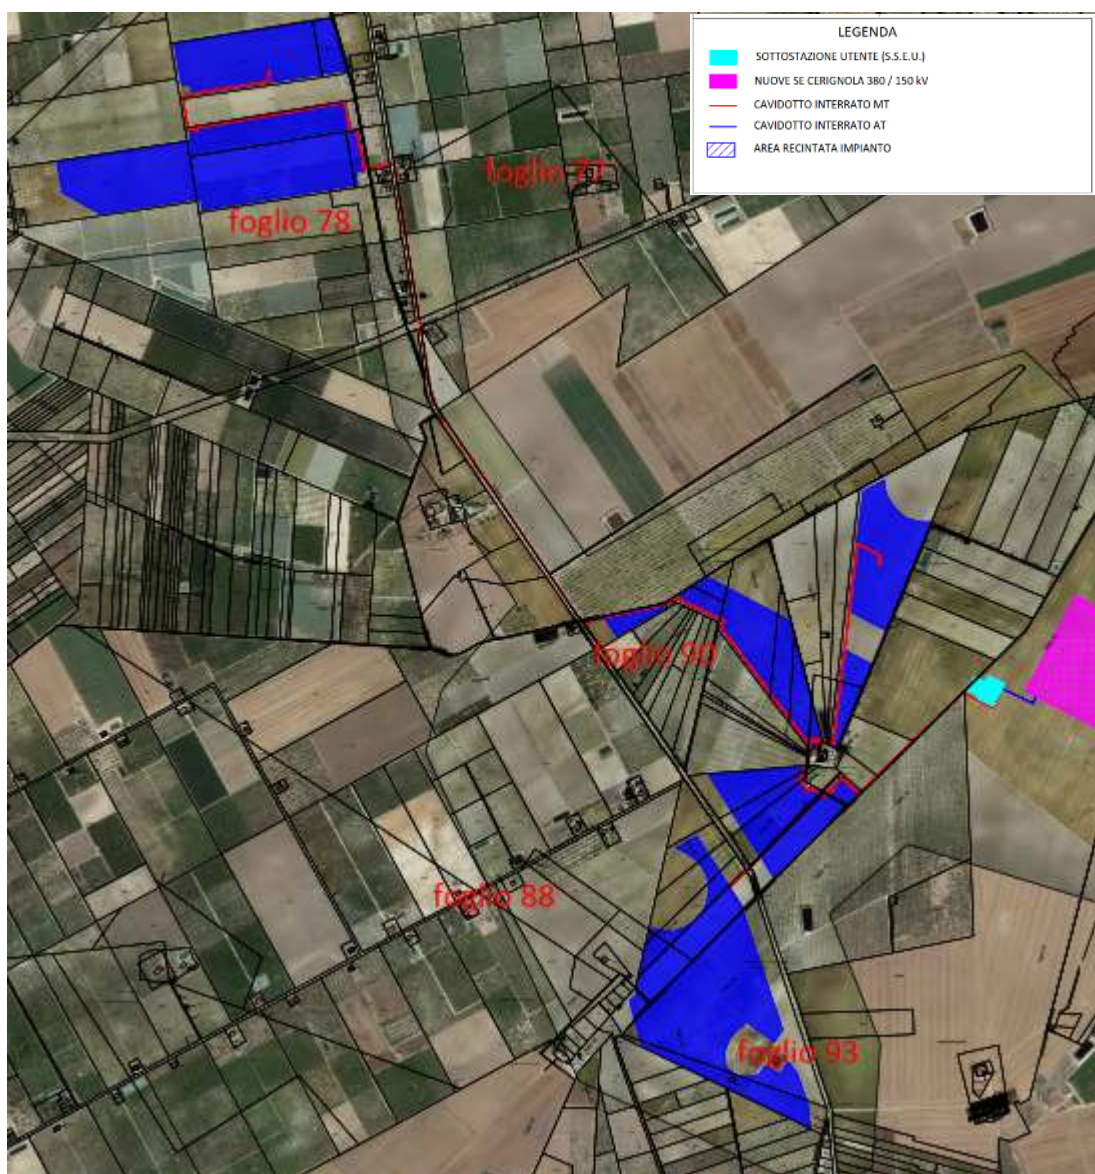 LEGENDA
SOTTOSTAZIONE UTENTE (S.S.E.U.)
NUOVE SE CERIGNOLA 380 / 150 kV
CAVIDOTTO INTERRATO MT
CAVIDOTTO INTERRATO AT
AREA RECINTATA IMPIANTO
foglio 77
foglio 78
foglio 90
foglio 88
foglio 93